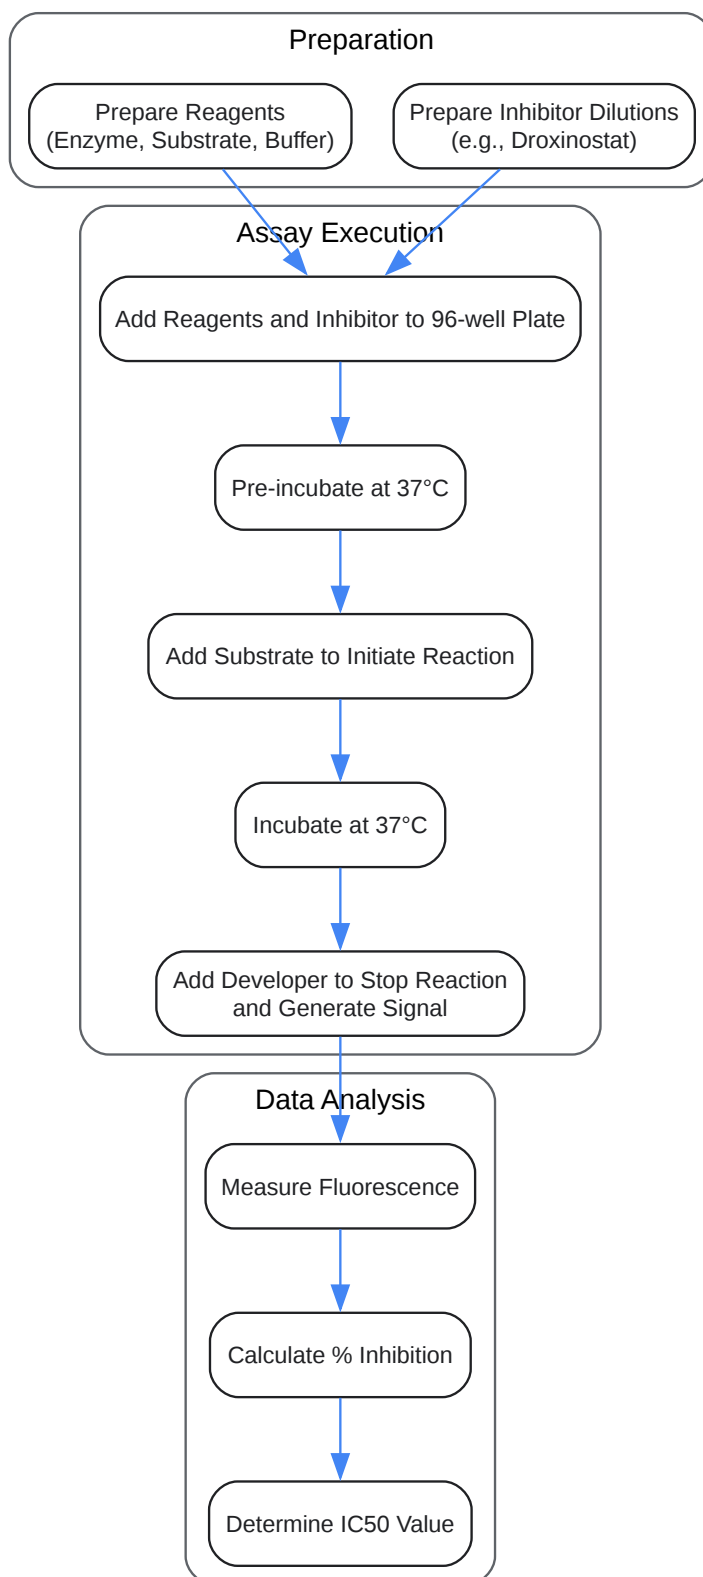 Preparation
Prepare Reagents
(Enzyme, Substrate, Buffer)
Prepare Inhibitor Dilutions
(e.g., Droxinostat)
Assay Execution
Add Reagents and Inhibitor to 96-well Plate
Pre-incubate at 37°C
Add Substrate to Initiate Reaction
Incubate at 37°C
Add Developer to Stop Reaction
and Generate Signal
Data Analysis
Measure Fluorescence
Calculate % Inhibition
Determine IC50 Value